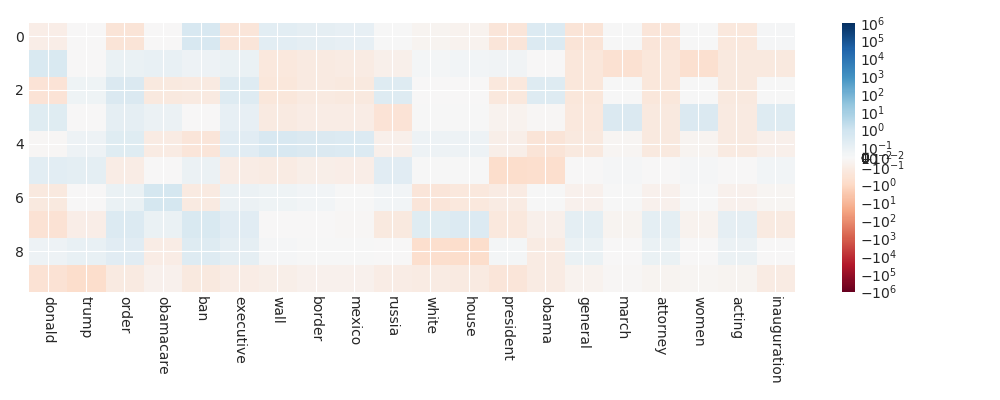 0
2
4
6
8
donald
trump
order
obamacare
ban
executive
wall
border
mexico
russia
white
house
president
obama
general
march
attorney
women
acting
inauguration
10^6
10^5
10^4
10^3
10^2
10^1
10^0
10^-1
−10^0
−10^1
−10^2
−10^3
−10^4
−10^5
−10^6